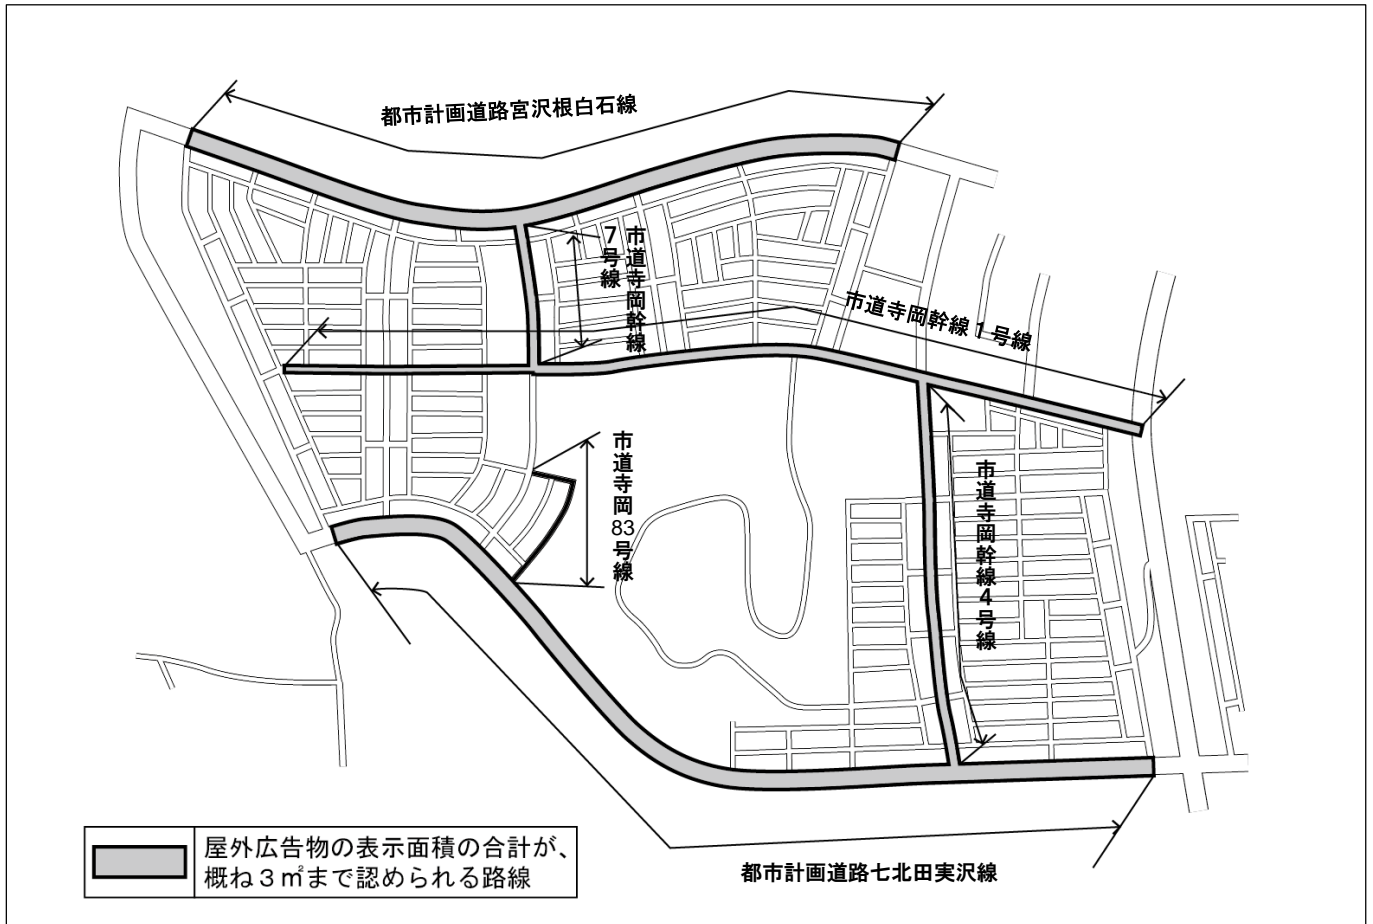 都市計画道路宮沢根白石線
市道寺岡幹線
7号線
市道寺岡幹線1号線
市道寺岡83号線
市道寺岡幹線4号線
屋外広告物の表示面積の合計が、
概ね3㎡まで認められる路線
都市計画道路七北田実沢線